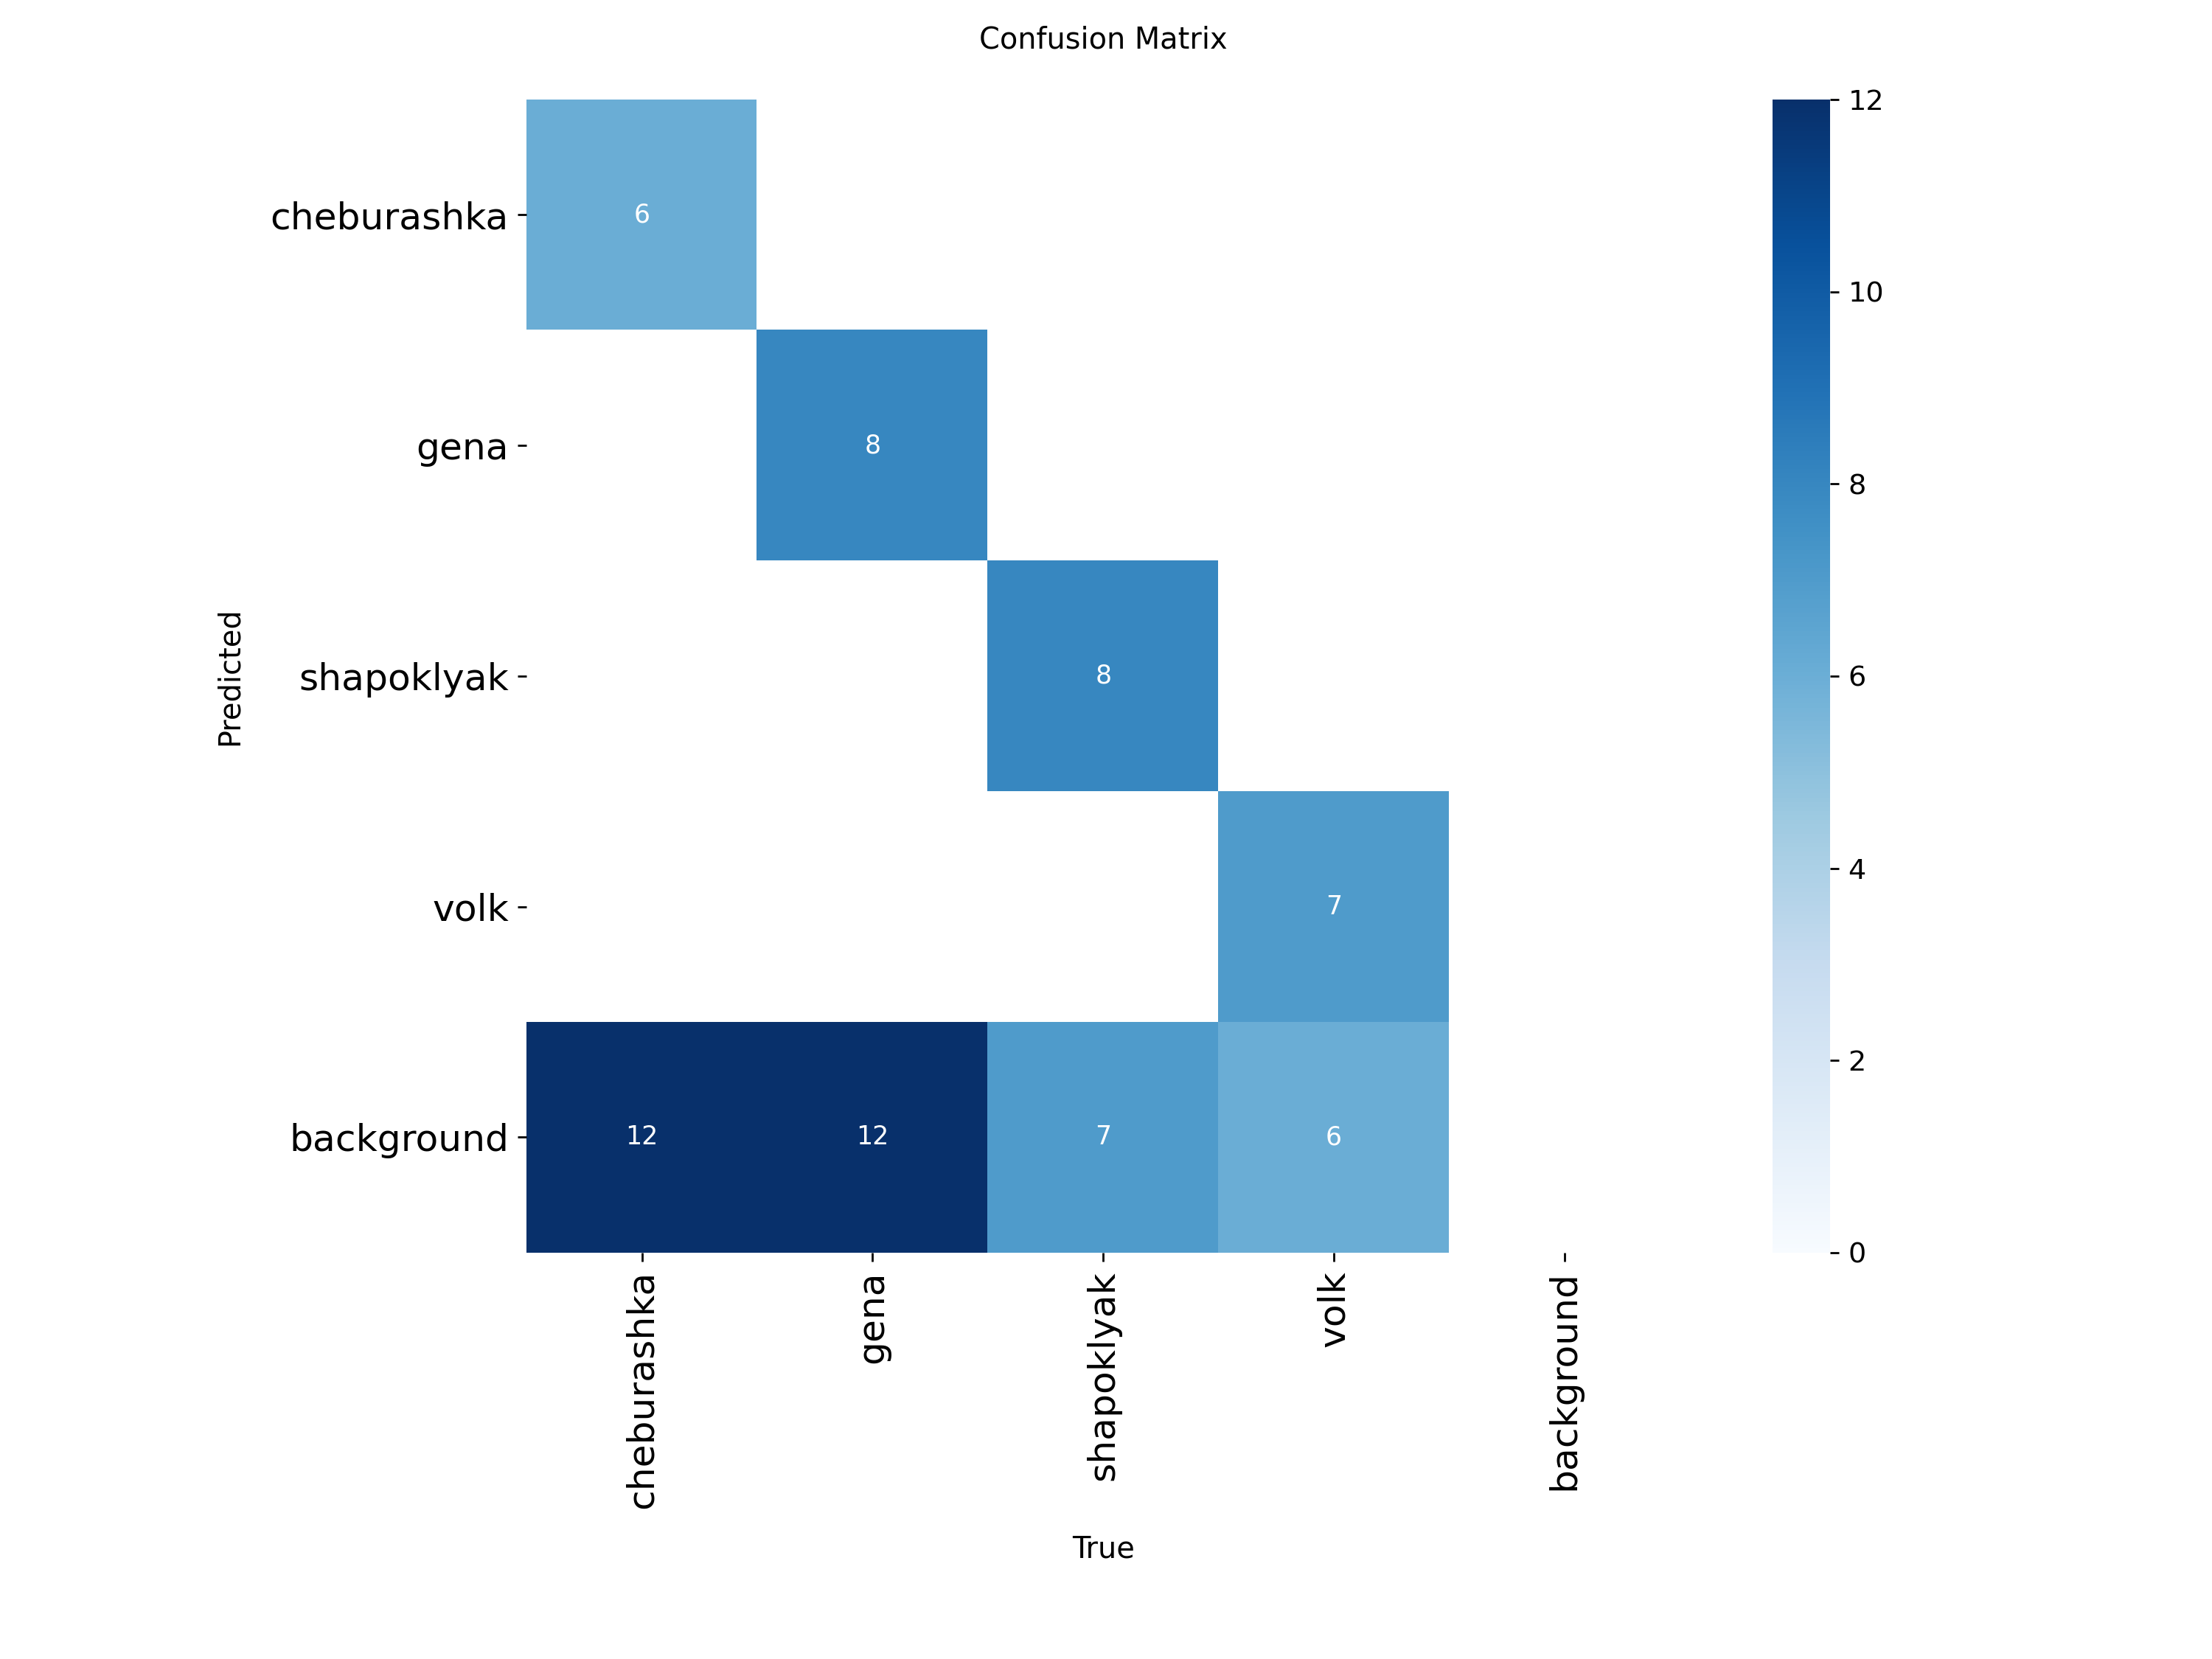 Confusion Matrix
Predicted
cheburashka
gena
shapoklyak
volk
background
6
8
8
7
12 12 7 6
cheburashka
gena
shapoklyak
volk
background
True
12
10
8
6
4
2
0